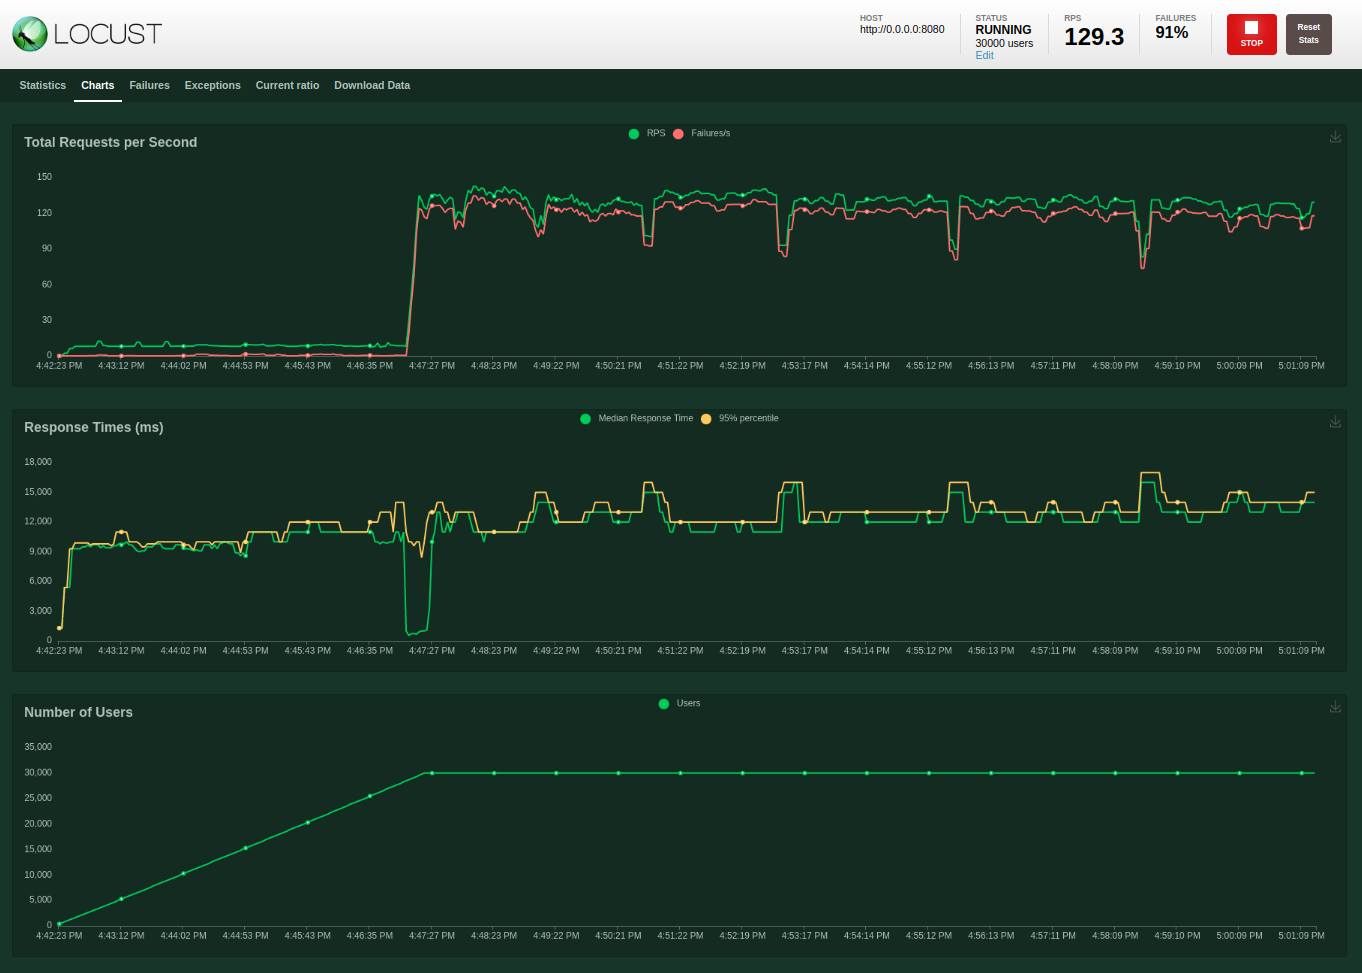 LOCUST
HOST
http://0.0.0.0:8080
STATUS
RUNNING
30000 users
Edit
RPS
129.3
FAILURES
91%
STOP
Reset
Stats
Statistics Charts Failures Exceptions Current ratio Download Data
Total Requests per Second
RPS Failures/s
150
120
90
60
30
0
4:42:23 PM 4:43:12 PM 4:44:02 PM 4:44:53 PM 4:45:43 PM 4:46:35 PM 4:47:27 PM 4:48:23 PM 4:49:22 PM 4:50:21 PM 4:51:22 PM 4:52:19 PM 4:53:17 PM 4:54:14 PM 4:55:12 PM 4:56:13 PM 4:57:11 PM 4:58:09 PM 4:59:10 PM 5:00:09 PM 5:01:09 PM
Response Times (ms)
Median Response Time 95% percentile
18,000
15,000
12,000
9,000
6,000
3,000
0
4:42:23 PM 4:43:12 PM 4:44:02 PM 4:44:53 PM 4:45:43 PM 4:46:35 PM 4:47:27 PM 4:48:23 PM 4:49:22 PM 4:50:21 PM 4:51:22 PM 4:52:19 PM 4:53:17 PM 4:54:14 PM 4:55:12 PM 4:56:13 PM 4:57:11 PM 4:58:09 PM 4:59:10 PM 5:00:09 PM 5:01:09 PM
Number of Users
Users
35,000
30,000
25,000
20,000
15,000
10,000
5,000
0
4:42:23 PM 4:43:12 PM 4:44:02 PM 4:44:53 PM 4:45:43 PM 4:46:35 PM 4:47:27 PM 4:48:23 PM 4:49:22 PM 4:50:21 PM 4:51:22 PM 4:52:19 PM 4:53:17 PM 4:54:14 PM 4:55:12 PM 4:56:13 PM 4:57:11 PM 4:58:09 PM 4:59:10 PM 5:00:09 PM 5:01:09 PM